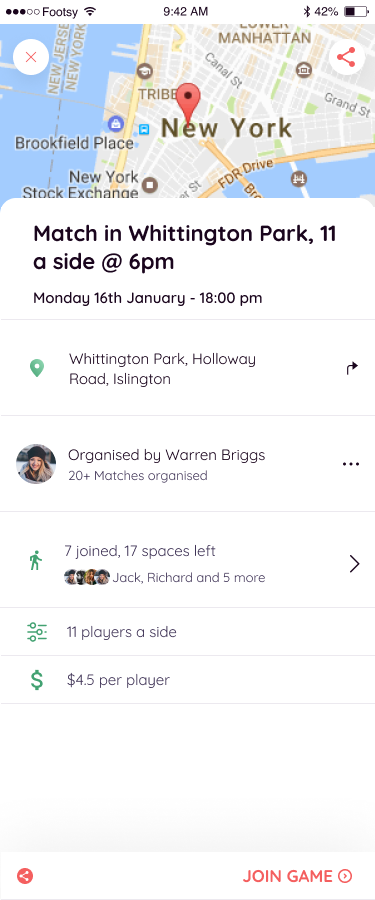 Footsy 9:42 AM 42%
LOWER
MANHATTAN
NEW JERSEY
NEW YORK
Canal St
TRIBE
Grand St
Brookfield Place
New York
New York
Stock Exchange
FDR Drive
Match in Whittington Park, 11
a side @ 6pm
Monday 16th January - 18:00 pm
Whittington Park, Holloway
Road, Islington
Organised by Warren Briggs
20+ Matches organised
7 joined, 17 spaces left
Jack, Richard and 5 more
11 players a side
$4.5 per player
JOIN GAME